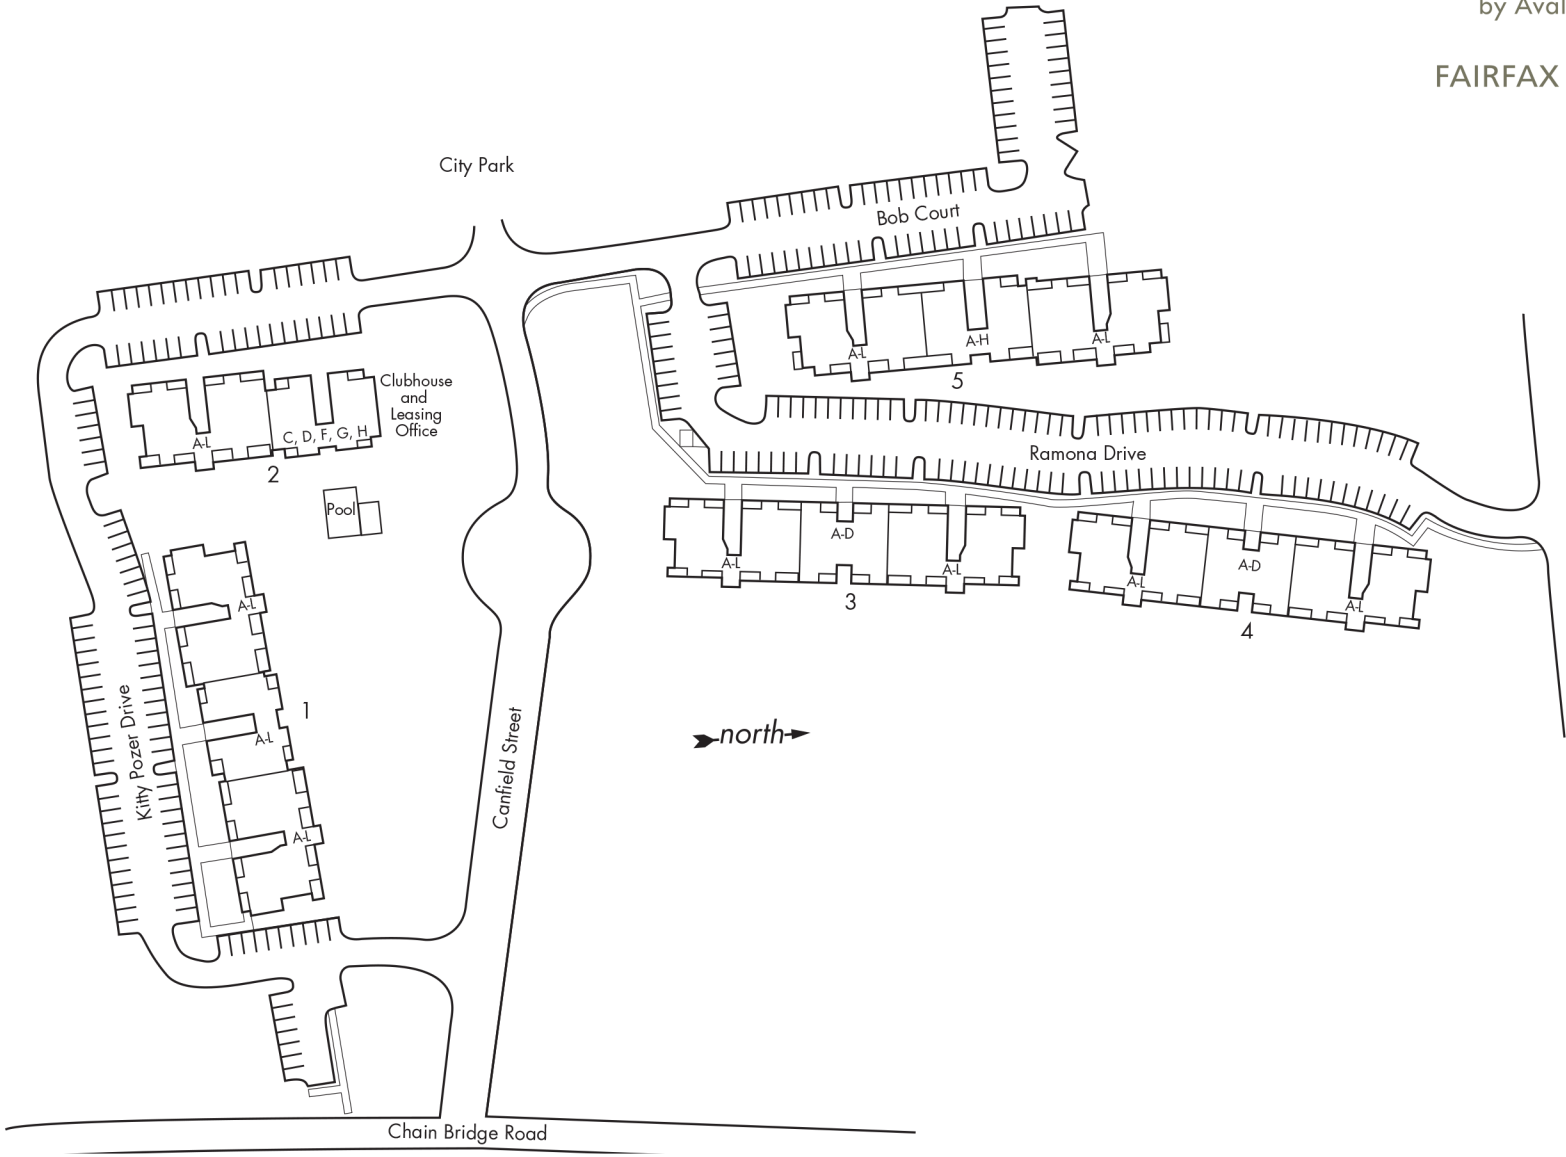 by Aval
FAIRFAX
City Park
Bob Court
A-L
A-H
A-L
5
Clubhouse
and
Leasing
Office
A-L
C, D, F, G, H
2
Ramona Drive
Pool
A-D
A-L
A-L
3
A-D
A-L
A-L
4
A-L
1
A-L
Kitty Pozer Drive
A-L
Canfield Street
north
Chain Bridge Road